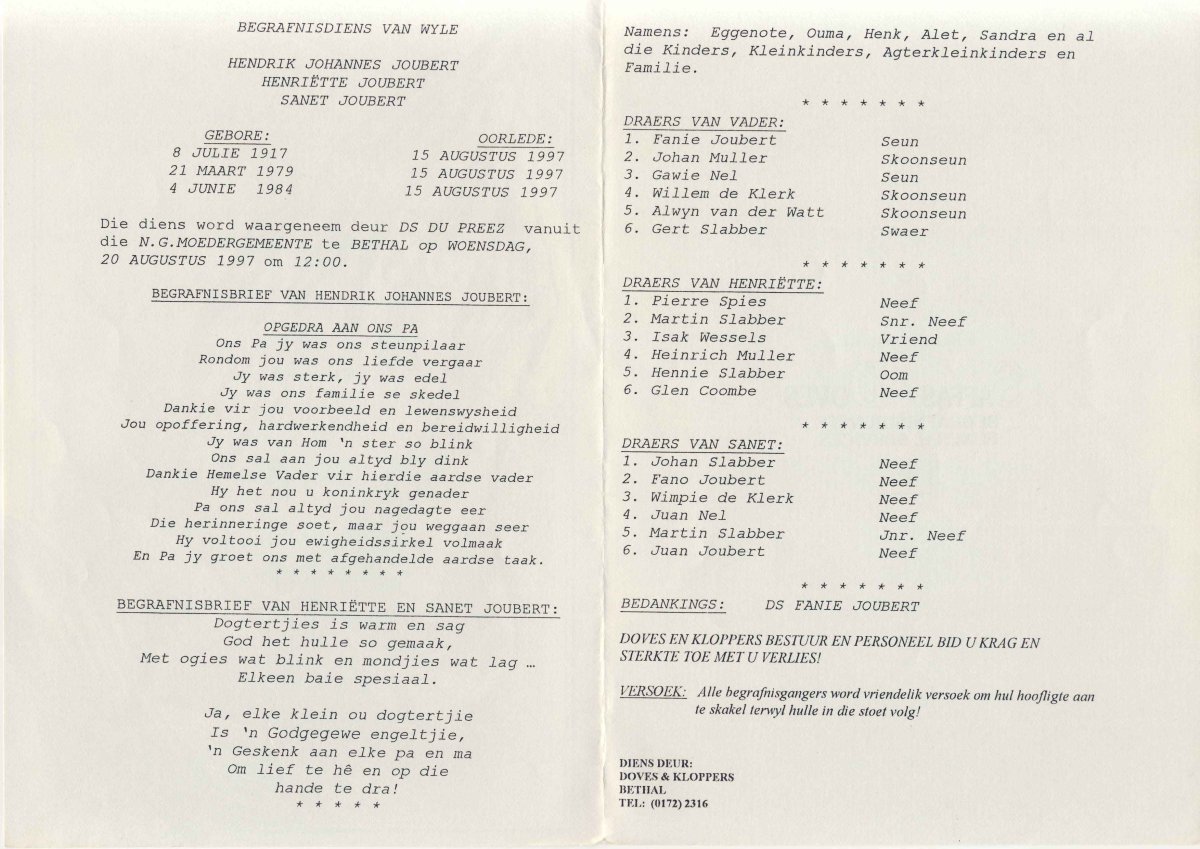 BEGRAFNISDIENS VAN WYLE
HENDRIK JOHANNES JOUBERT
HENRIËTTE JOUBERT
SANET JOUBERT
GEBORE: OORLEDE:
8 JULIE 1917 15 AUGUSTUS 1997
21 MAART 1979 15 AUGUSTUS 1997
4 JUNIE 1984 15 AUGUSTUS 1997
Die diens word waargeneem deur DS DU PREEZ vanuit
die N.G.MOEDERGEMEENTE te BETHAL op WOENSDAG,
20 AUGUSTUS 1997 om 12:00.
BEGRAFNISBRIEF VAN HENDRIK JOHANNES JOUBERT:
OPGEDRA AAN ONS PA
Ons Pa jy was ons steunpilaar
Rondom jou was ons liefde vergaar
Jy was sterk, jy was edel
Jy was ons familie se skedel
Dankie vir jou voorbeeld en lewenswysheid
Jou opoffering, hardwerkendheid en bereidwilligheid
Jy was van Hom 'n ster so blink
Ons sal aan jou altyd bly dink
Dankie Hemelse Vader vir hierdie aardse vader
Hy het nou u koninkryk genader
Pa ons sal altyd jou nagedagte eer
Die herinneringe soet, maar jou weggaan seer
Hy voltooi jou ewigheidssirkel volmaak
En Pa jy groet ons met afgehandelde aardse taak.
* * * * * * * *
BEGRAFNISBRIEF VAN HENRIËTTE EN SANET JOUBERT:
Dogtertjies is warm en sag
God het hulle so gemaak,
Met ogies wat blink en mondjies wat lag …
Elkeen baie spesiaal.
Ja, elke klein ou dogtertjie
Is 'n Godgegewe engeltjie,
'n Geskenk aan elke pa en ma
Om lief te hê en op die
hande te dra!
* * * * *
Namens: Eggenote, Ouma, Henk, Alet, Sandra en al
die Kinders, Kleinkinders, Agterkleinkinders en
Familie.
* * * * * * *
DRAERS VAN VADER:
1. Fanie Joubert Seun
2. Johan Muller Skoonseun
3. Gawie Nel Seun
4. Willem de Klerk Skoonseun
5. Alwyn van der Watt Skoonseun
6. Gert Slabber Swaer
* * * * * * *
DRAERS VAN HENRIËTTE:
1. Pierre Spies Neef
2. Martin Slabber Snr. Neef
3. Isak Wessels Vriend
4. Heinrich Muller Neef
5. Hennie Slabber Oom
6. Glen Coombe Neef
* * * * * * *
DRAERS VAN SANET:
1. Johan Slabber Neef
2. Fano Joubert Neef
3. Wimpie de Klerk Neef
4. Juan Nel Neef
5. Martin Slabber Jnr. Neef
6. Juan Joubert Neef
* * * * * * *
BEDANKINGS: DS FANIE JOUBERT
DOVES EN KLOPPERS BESTUUR EN PERSONEEL BID U KRAG EN
STERKTE TOE MET U VERLIES!
VERSOEK: Alle begrafnisgangers word vriendelik versoek om hul hoofligte aan
te skakel terwyl hulle in die stoet volg!
DIENS DEUR:
DOVES & KLOPPERS
BETHAL
TEL: (0172) 2316